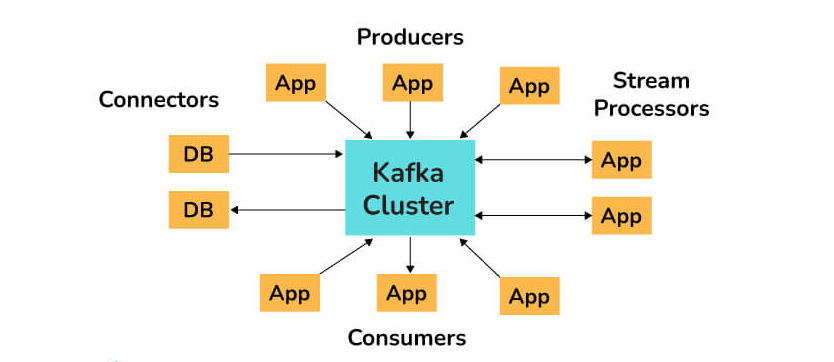 Producers
App
App
App
Stream
Processors
Connectors
DB
Kafka
Cluster
App
DB
App
App
App
App
Consumers